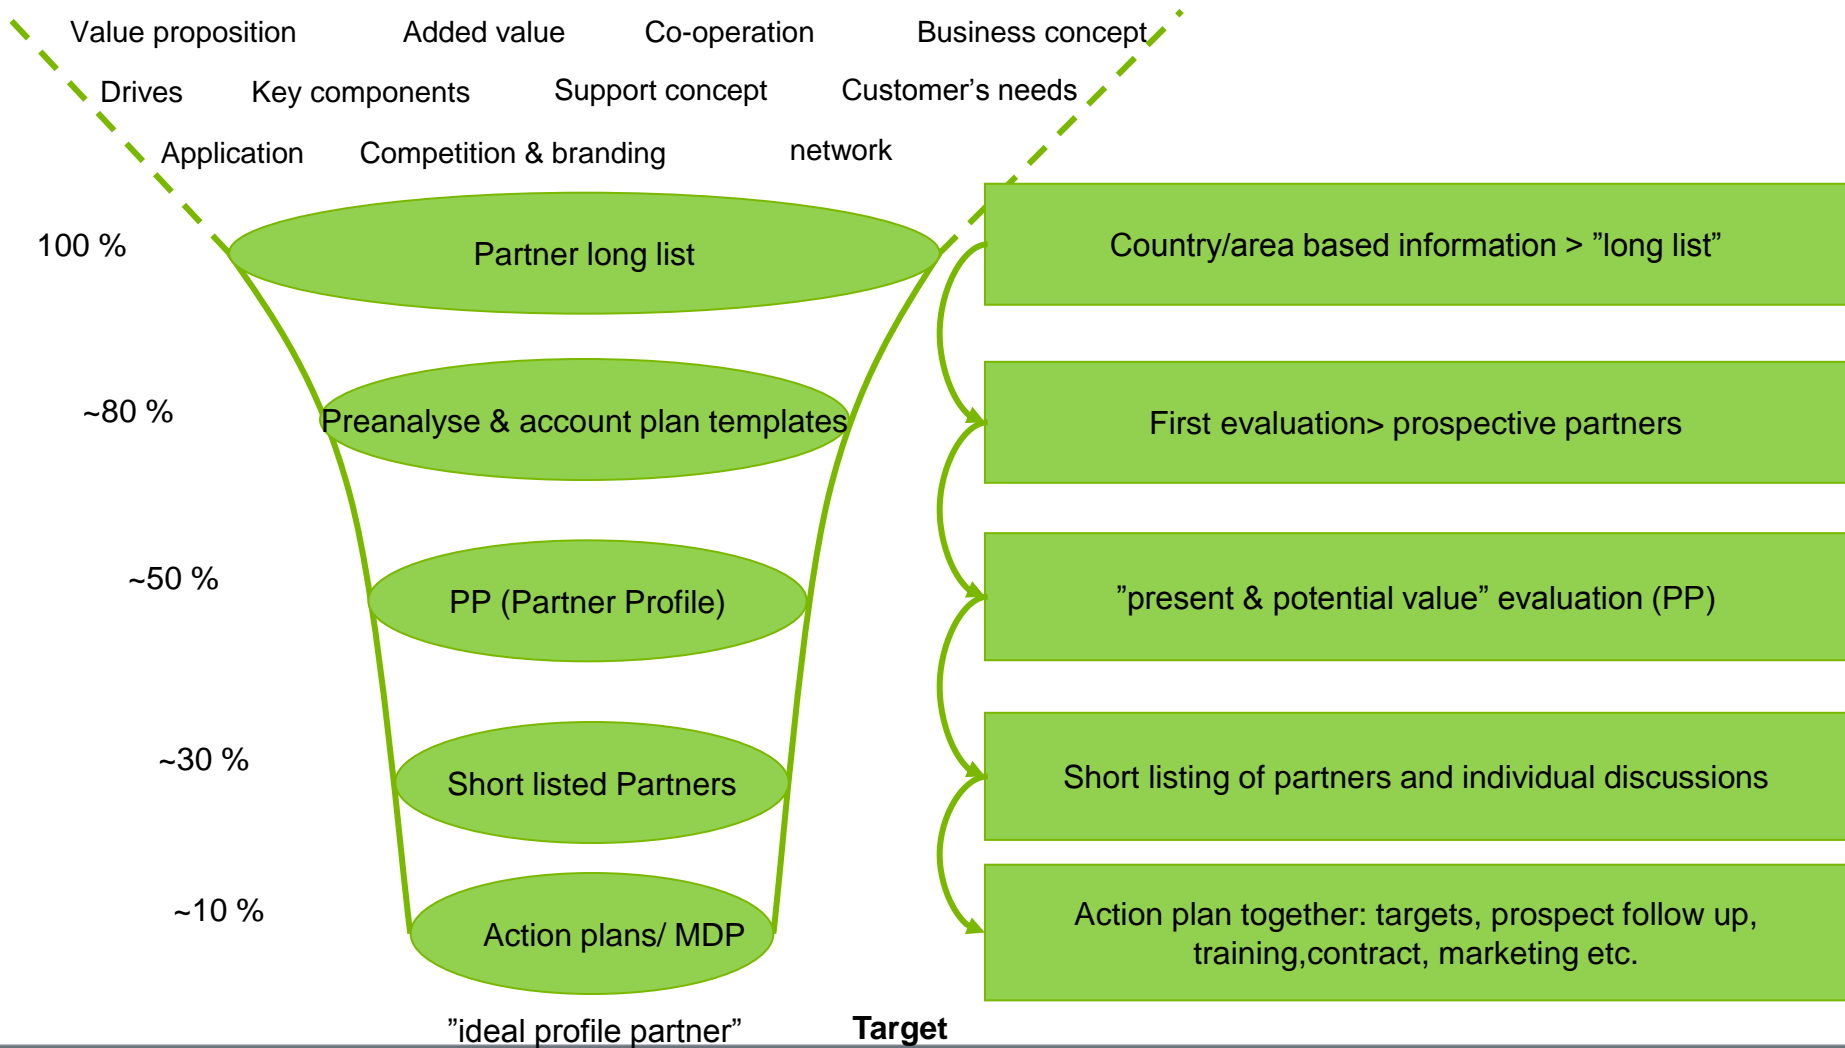 Value proposition Added value Co-operation Business concept
Drives Key components Support concept Customer’s needs
Application Competition & branding network
100 % Partner long list Country/area based information > ”long list”
~80 % Preanalyse & account plan templates First evaluation> prospective partners
~50 % PP (Partner Profile) ”present & potential value” evaluation (PP)
~30 % Short listed Partners Short listing of partners and individual discussions
~10 % Action plans/ MDP Action plan together: targets, prospect follow up,
training,contract, marketing etc.
”ideal profile partner” Target